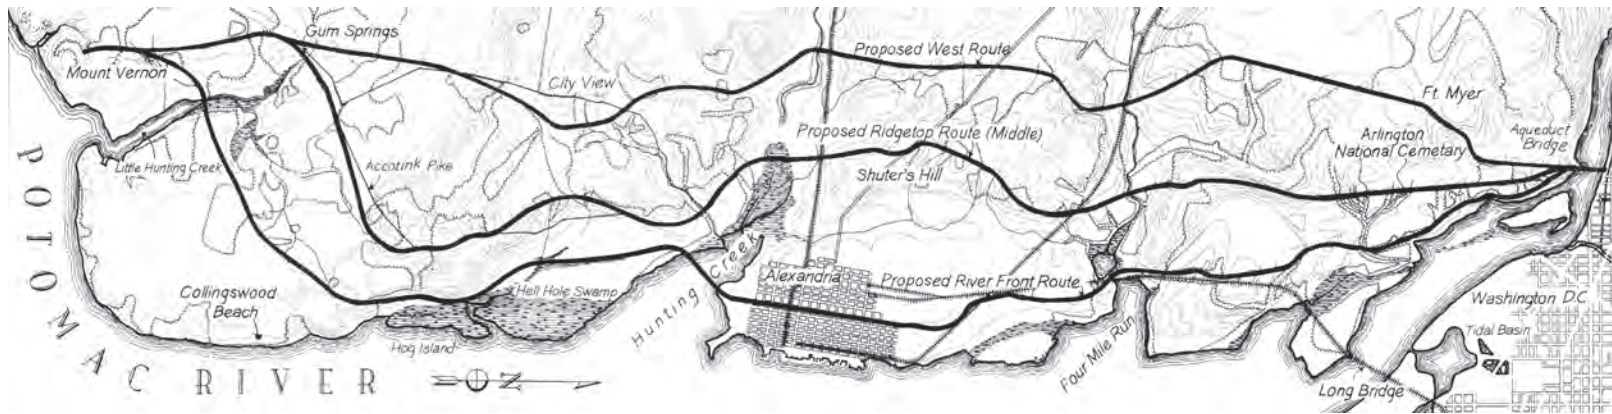 Gum Springs
Mount Vernon
City View
Proposed West Route
Ft. Myer
Proposed Ridgetop Route (Middle)
Arlington
National Cemetary
Aqueduct
Bridge
Little Hunting Creek
Accotink Pike
Shuter's Hill
Hunting Creek
Alexandria
Proposed River Front Route
Collingswood
Beach
Hell Hole Swamp
Hog Island
Four Mile Run
Washington D.C.
Tidal Basin
Long Bridge
POTOMAC RIVER
N